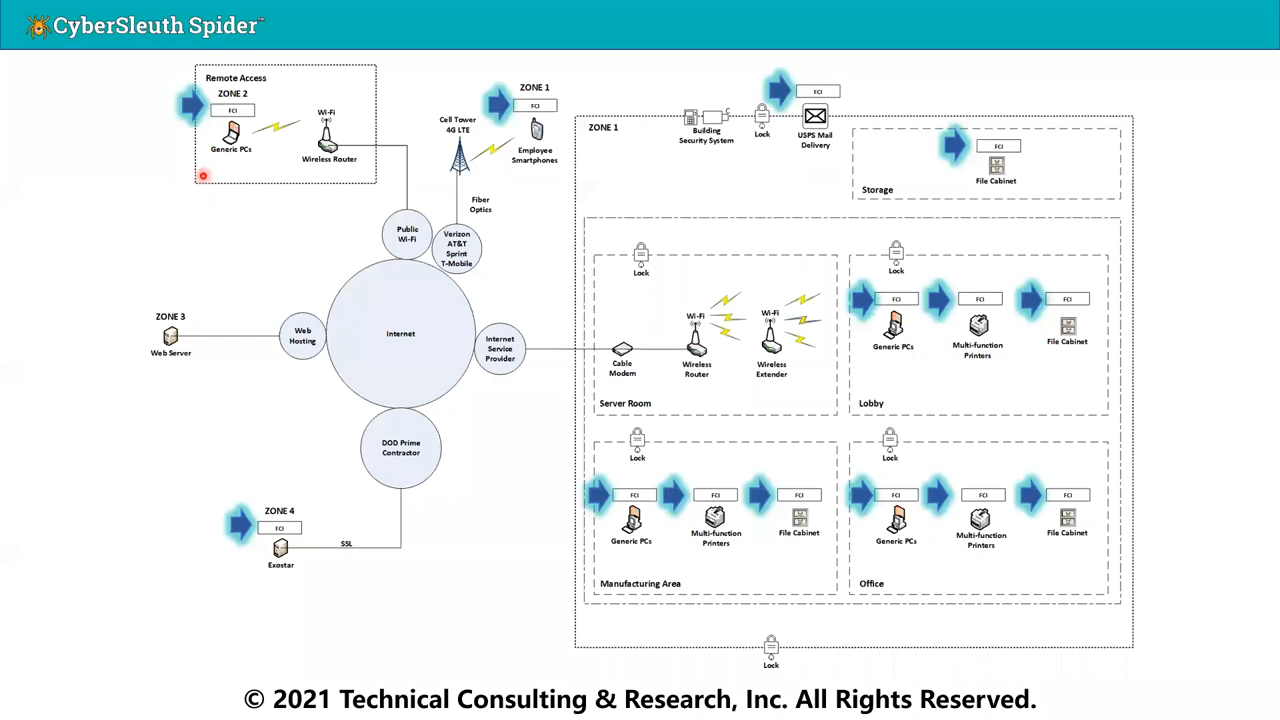 CyberSleuth Spider™
Remote Access
ZONE 2
FCI
Generic PCs
Wi-Fi
Wireless Router
ZONE 1
FCI
Cell Tower
4G LTE
Employee
Smartphones
Fiber
Optics
Public
Wi-Fi
Verizon
AT&T
Sprint
T-Mobile
ZONE 3
Web Server
Web
Hosting
Internet
Internet
Service
Provider
DOD Prime
Contractor
ZONE 4
FCI
Exostar
SSL
ZONE 1
Building
Security System
C
Lock
FCI
USPS Mail
Delivery
FCI
File Cabinet
Storage
Lock
Cable
Modem
Wi-Fi
Wireless
Router
Wi-Fi
Wireless
Extender
Server Room
Lock
FCI
Generic PCs
FCI
Multi-function
Printers
FCI
File Cabinet
Lobby
Lock
FCI
Generic PCs
FCI
Multi-function
Printers
FCI
File Cabinet
Manufacturing Area
Lock
FCI
Generic PCs
FCI
Multi-function
Printers
FCI
File Cabinet
Office
Lock
© 2021 Technical Consulting & Research, Inc. All Rights Reserved.